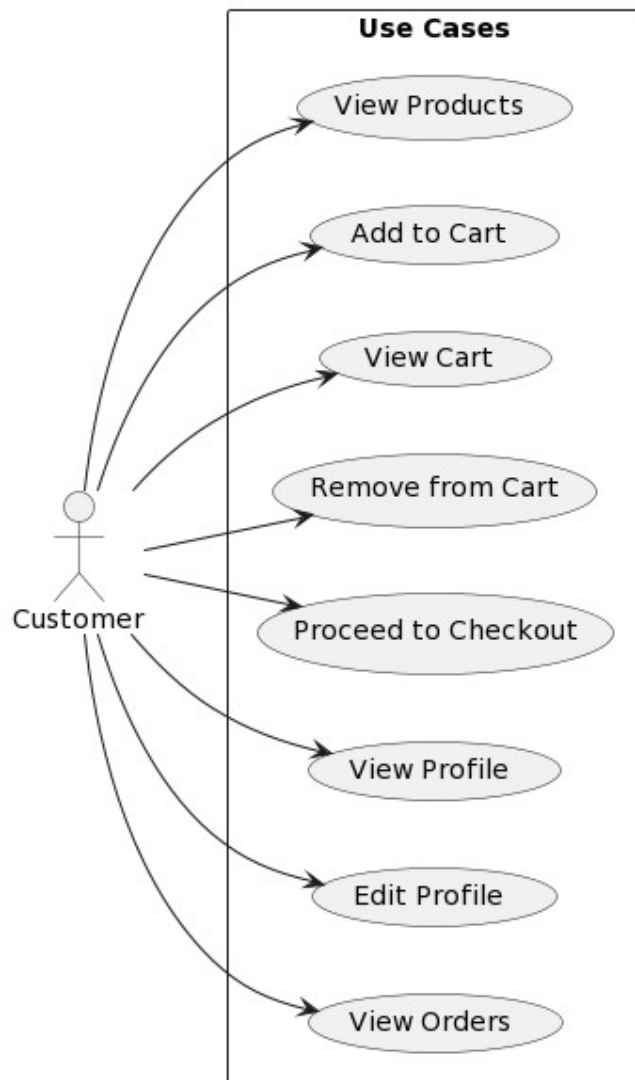 Use Cases
View Products
Add to Cart
View Cart
Remove from Cart
Customer
Proceed to Checkout
View Profile
Edit Profile
View Orders